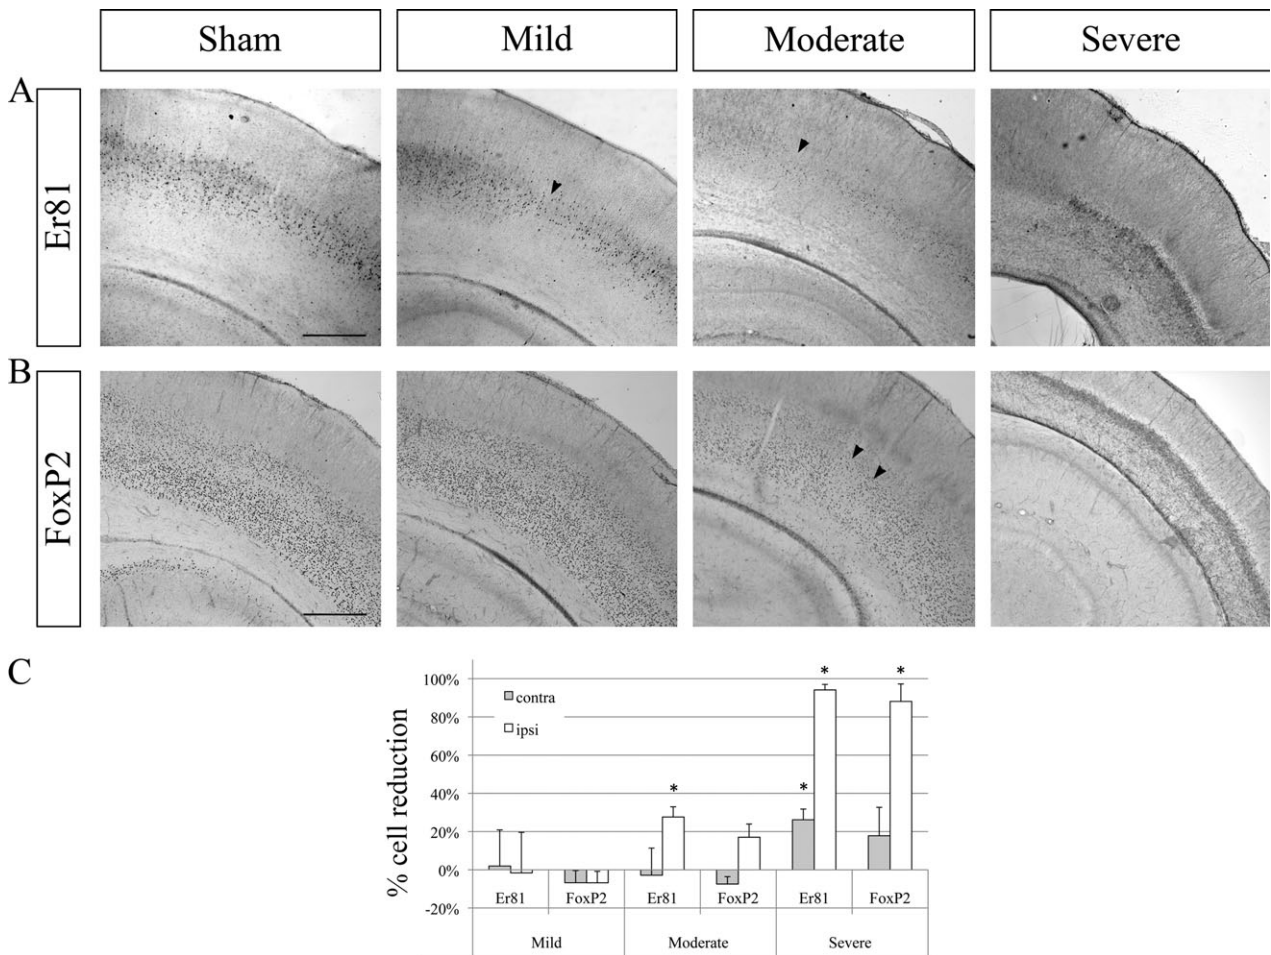 Sham Mild Moderate Severe
A
Er81
B
FoxP2
C
100%
80%
60%
40%
20%
0%
-20%
% cell reduction
contra
ipsi
* * * *
Er81 FoxP2 Er81 FoxP2 Er81 FoxP2
Mild Moderate Severe